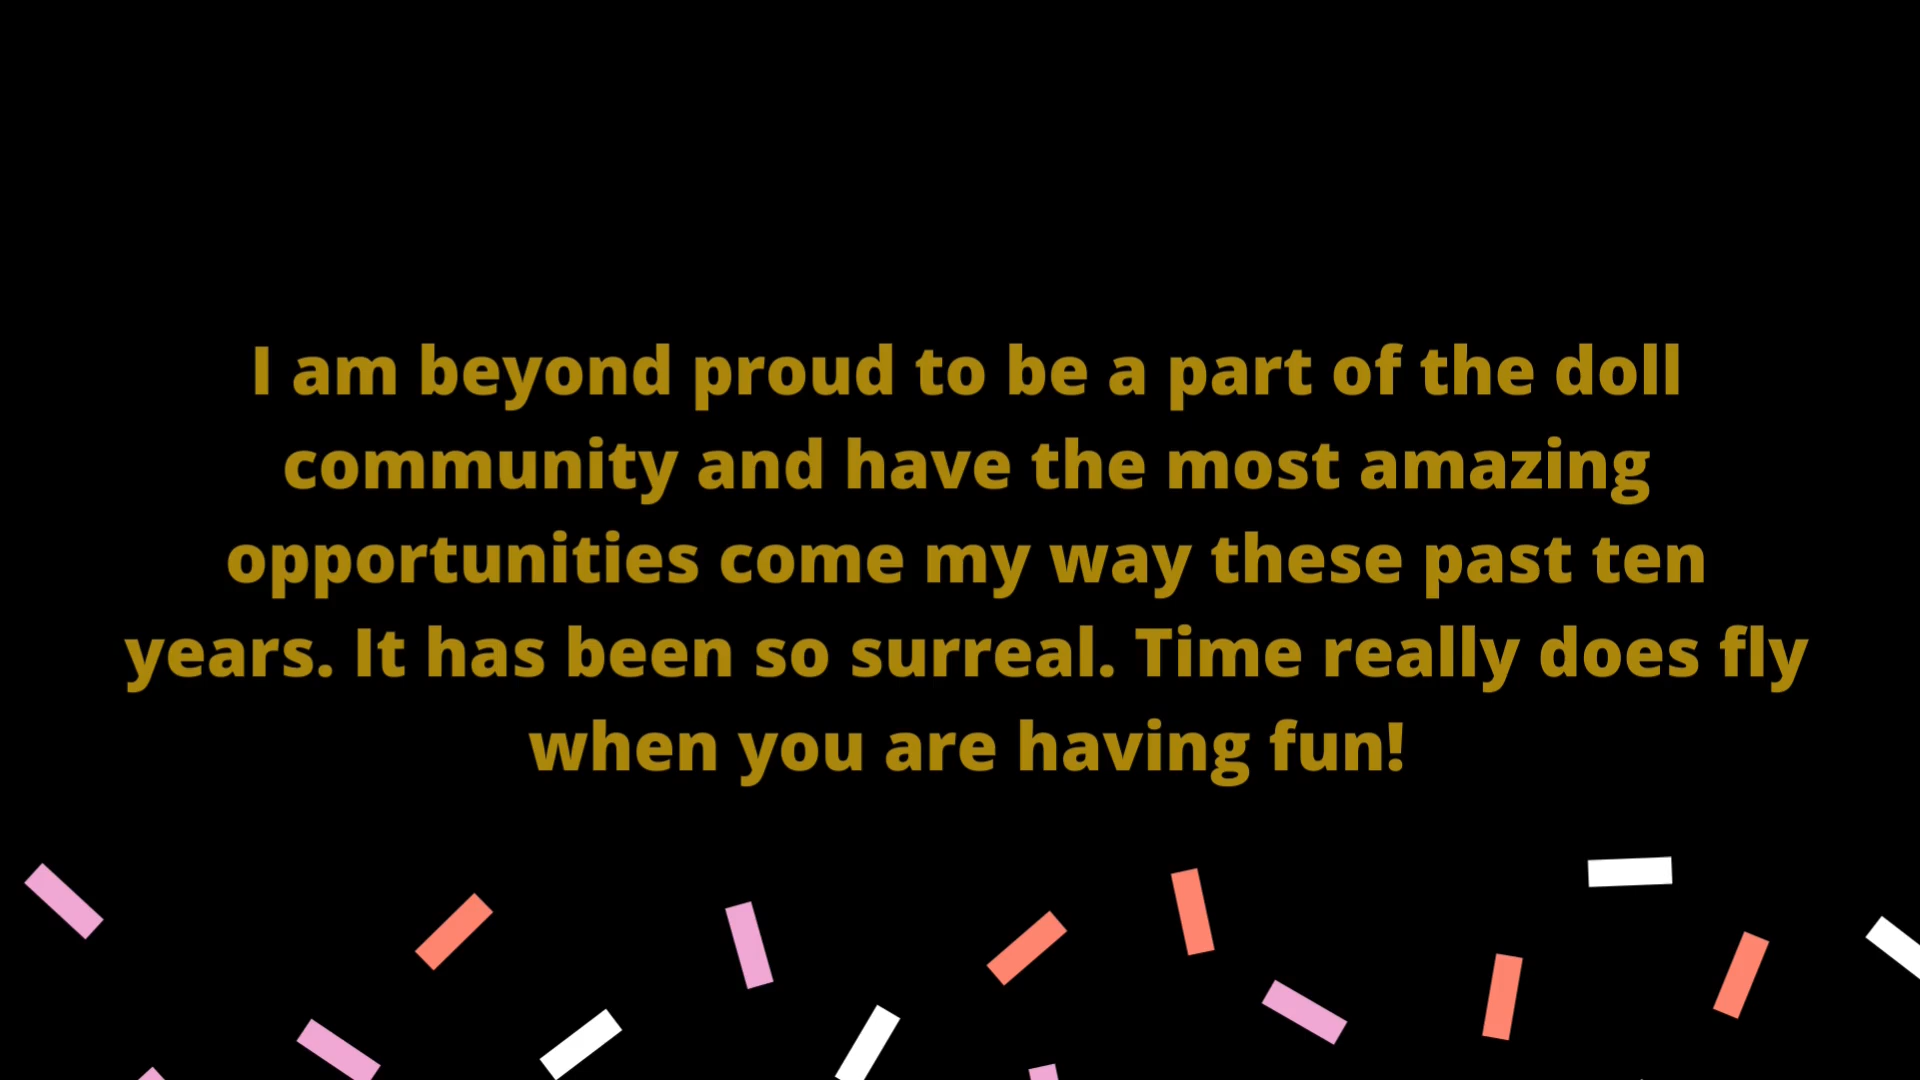 I am beyond proud to be a part of the doll
community and have the most amazing
opportunities come my way these past ten
years. It has been so surreal. Time really does fly
when you are having fun!